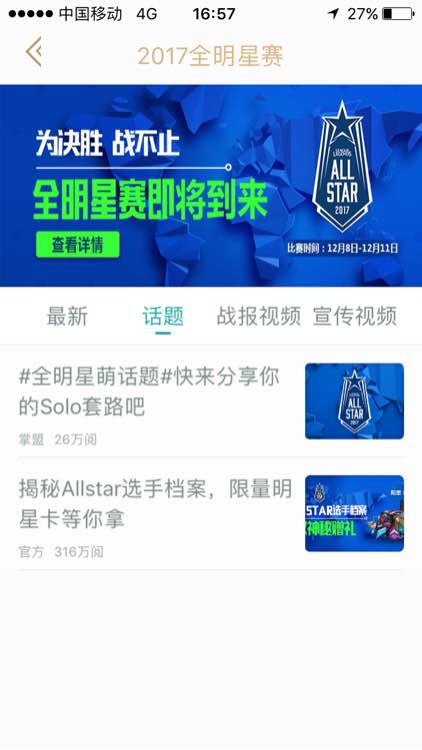 中国移动 4G 16:57 27%
2017全明星赛
为决胜 战不止
全明星赛即将到来
查看详情
LEAGUE
LEGENDS
ALL
STAR
2017
比赛时间：12月8日-12月11日
最新 话题 战报视频 宣传视频
#全明星萌话题#快来分享你
的Solo套路吧
掌盟 26万阅
ALL
STAR
2017
揭秘Allstar选手档案，限量明
星卡等你拿
官方 316万阅
STAR选手档案
神秘赠礼